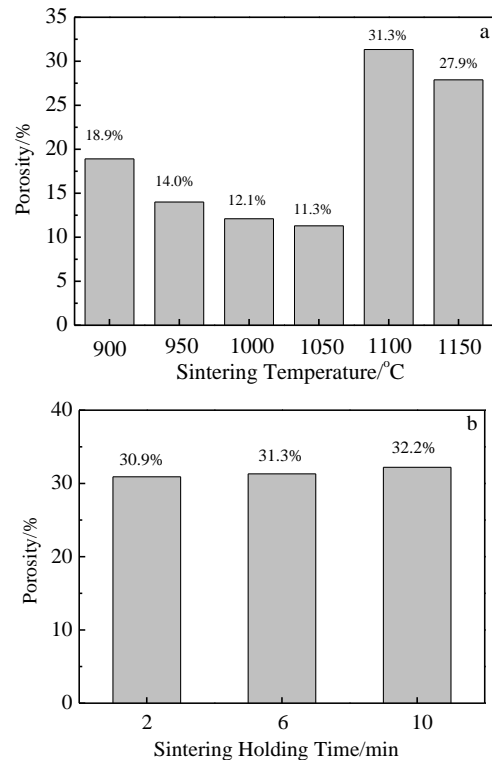 a
35
30
25
20
15
10
5
0
Porosity/%
18.9%
14.0%
12.1%
11.3%
31.3%
27.9%
900 950 1000 1050 1100 1150
Sintering Temperature/°C
b
40
30
20
10
0
Porosity/%
30.9%
31.3%
32.2%
2 6 10
Sintering Holding Time/min